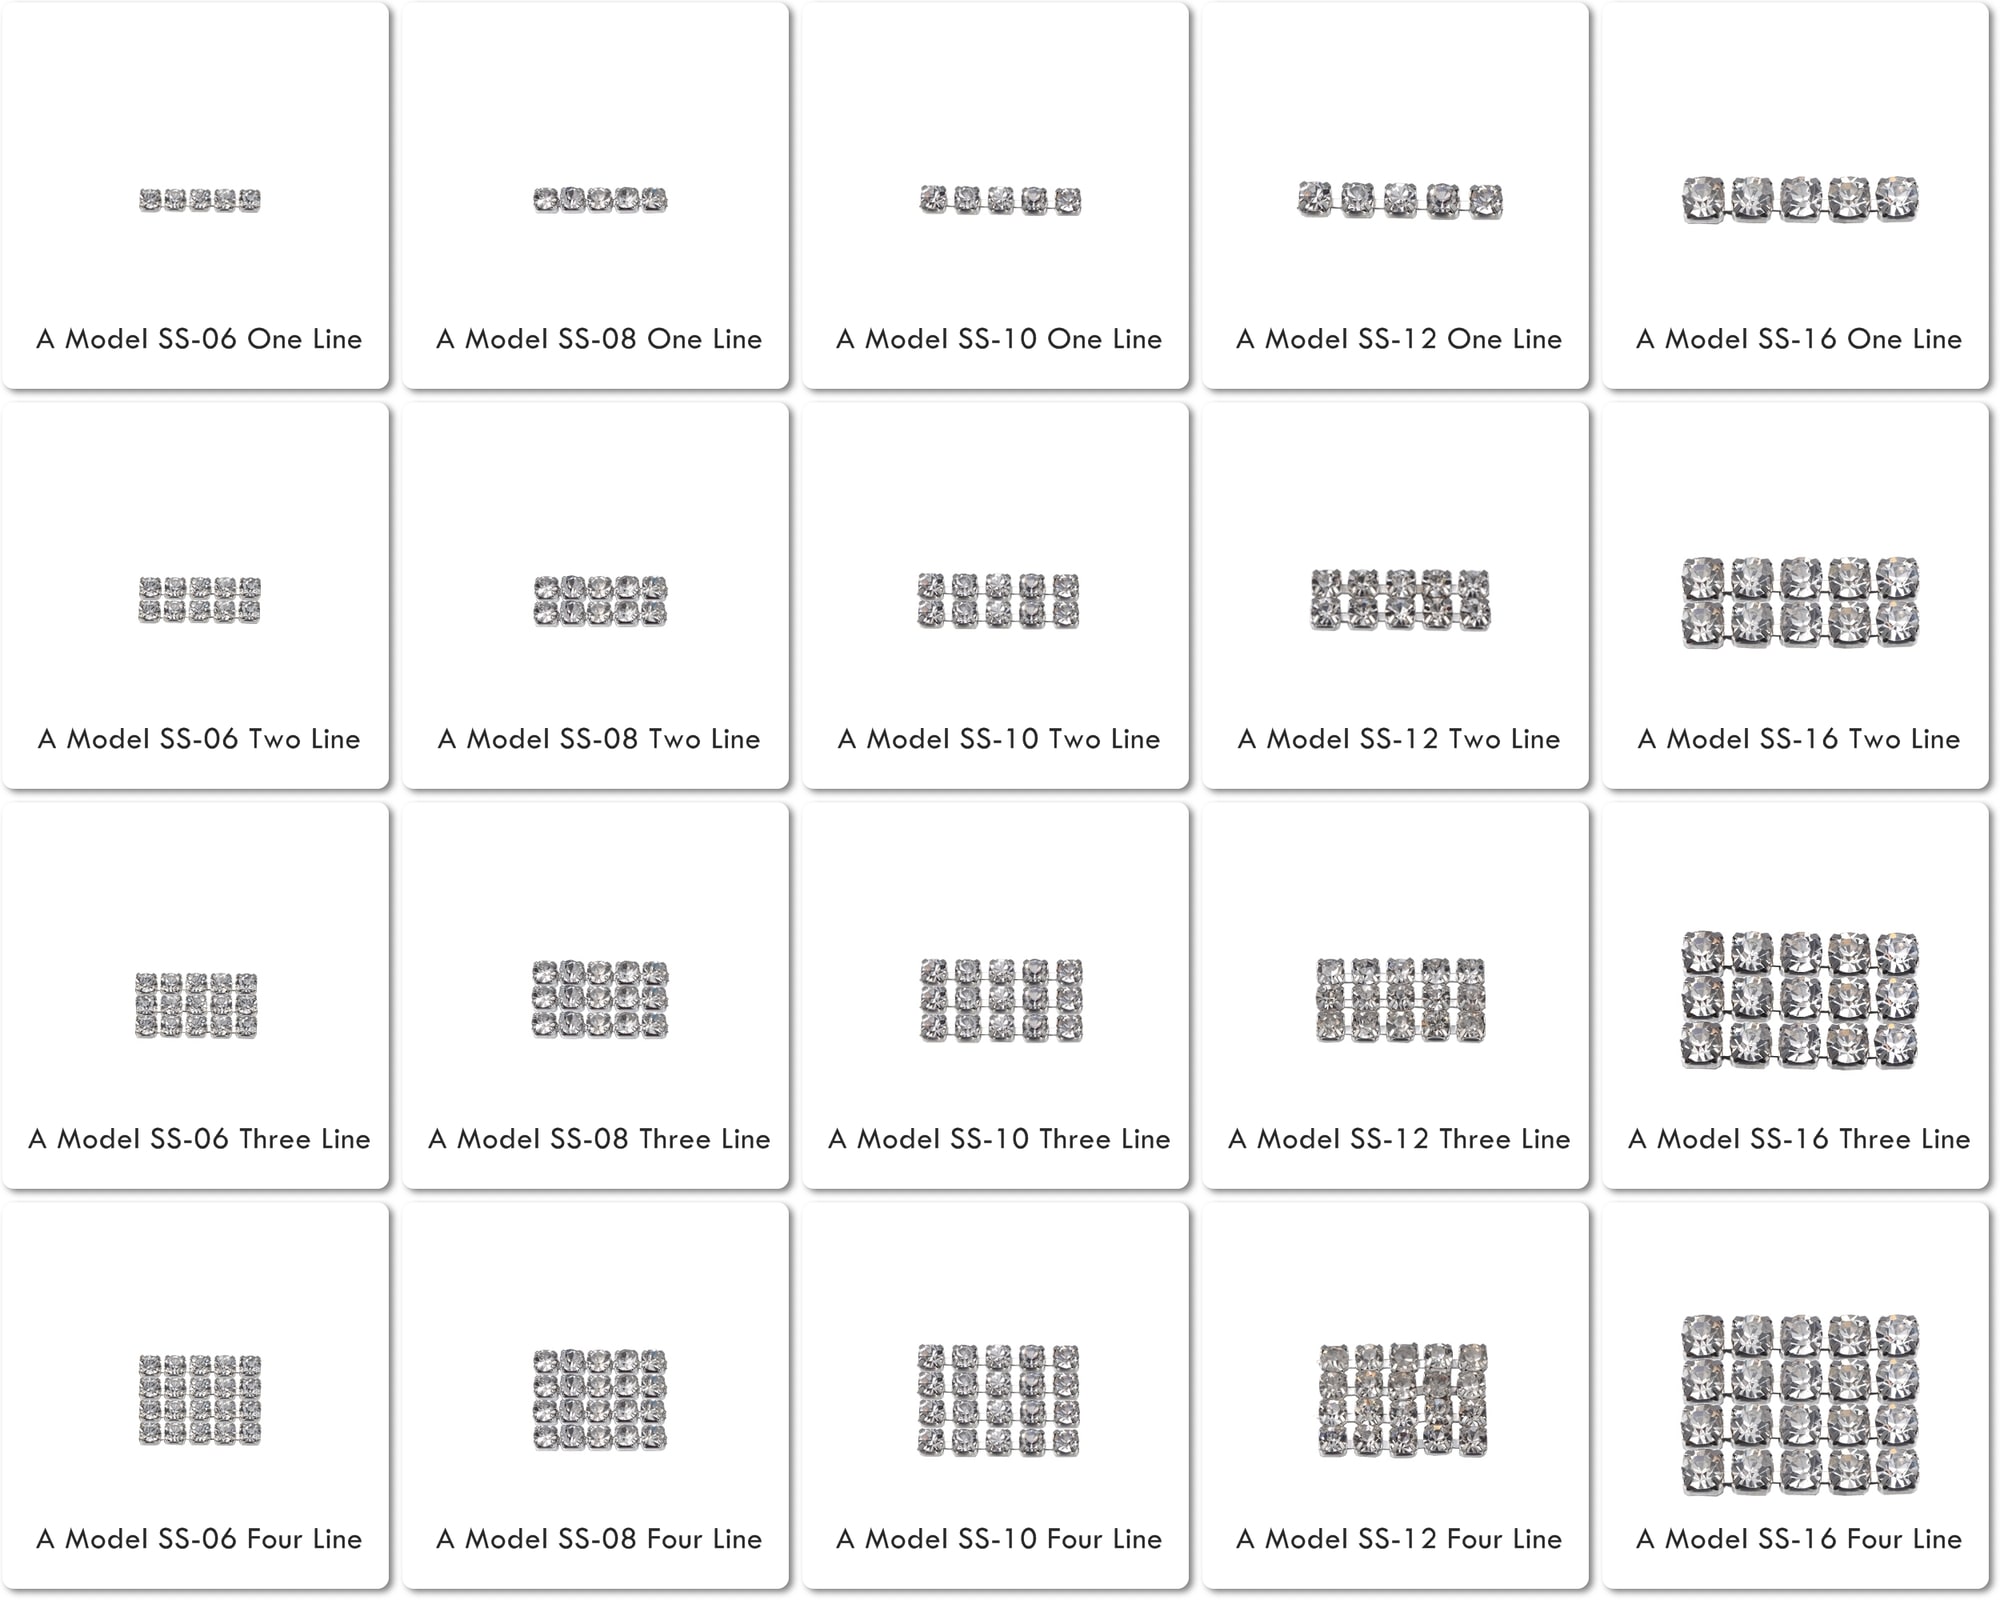 A Model SS-06 One Line
A Model SS-08 One Line
A Model SS-10 One Line
A Model SS-12 One Line
A Model SS-16 One Line
A Model SS-06 Two Line
A Model SS-08 Two Line
A Model SS-10 Two Line
A Model SS-12 Two Line
A Model SS-16 Two Line
A Model SS-06 Three Line
A Model SS-08 Three Line
A Model SS-10 Three Line
A Model SS-12 Three Line
A Model SS-16 Three Line
A Model SS-06 Four Line
A Model SS-08 Four Line
A Model SS-10 Four Line
A Model SS-12 Four Line
A Model SS-16 Four Line